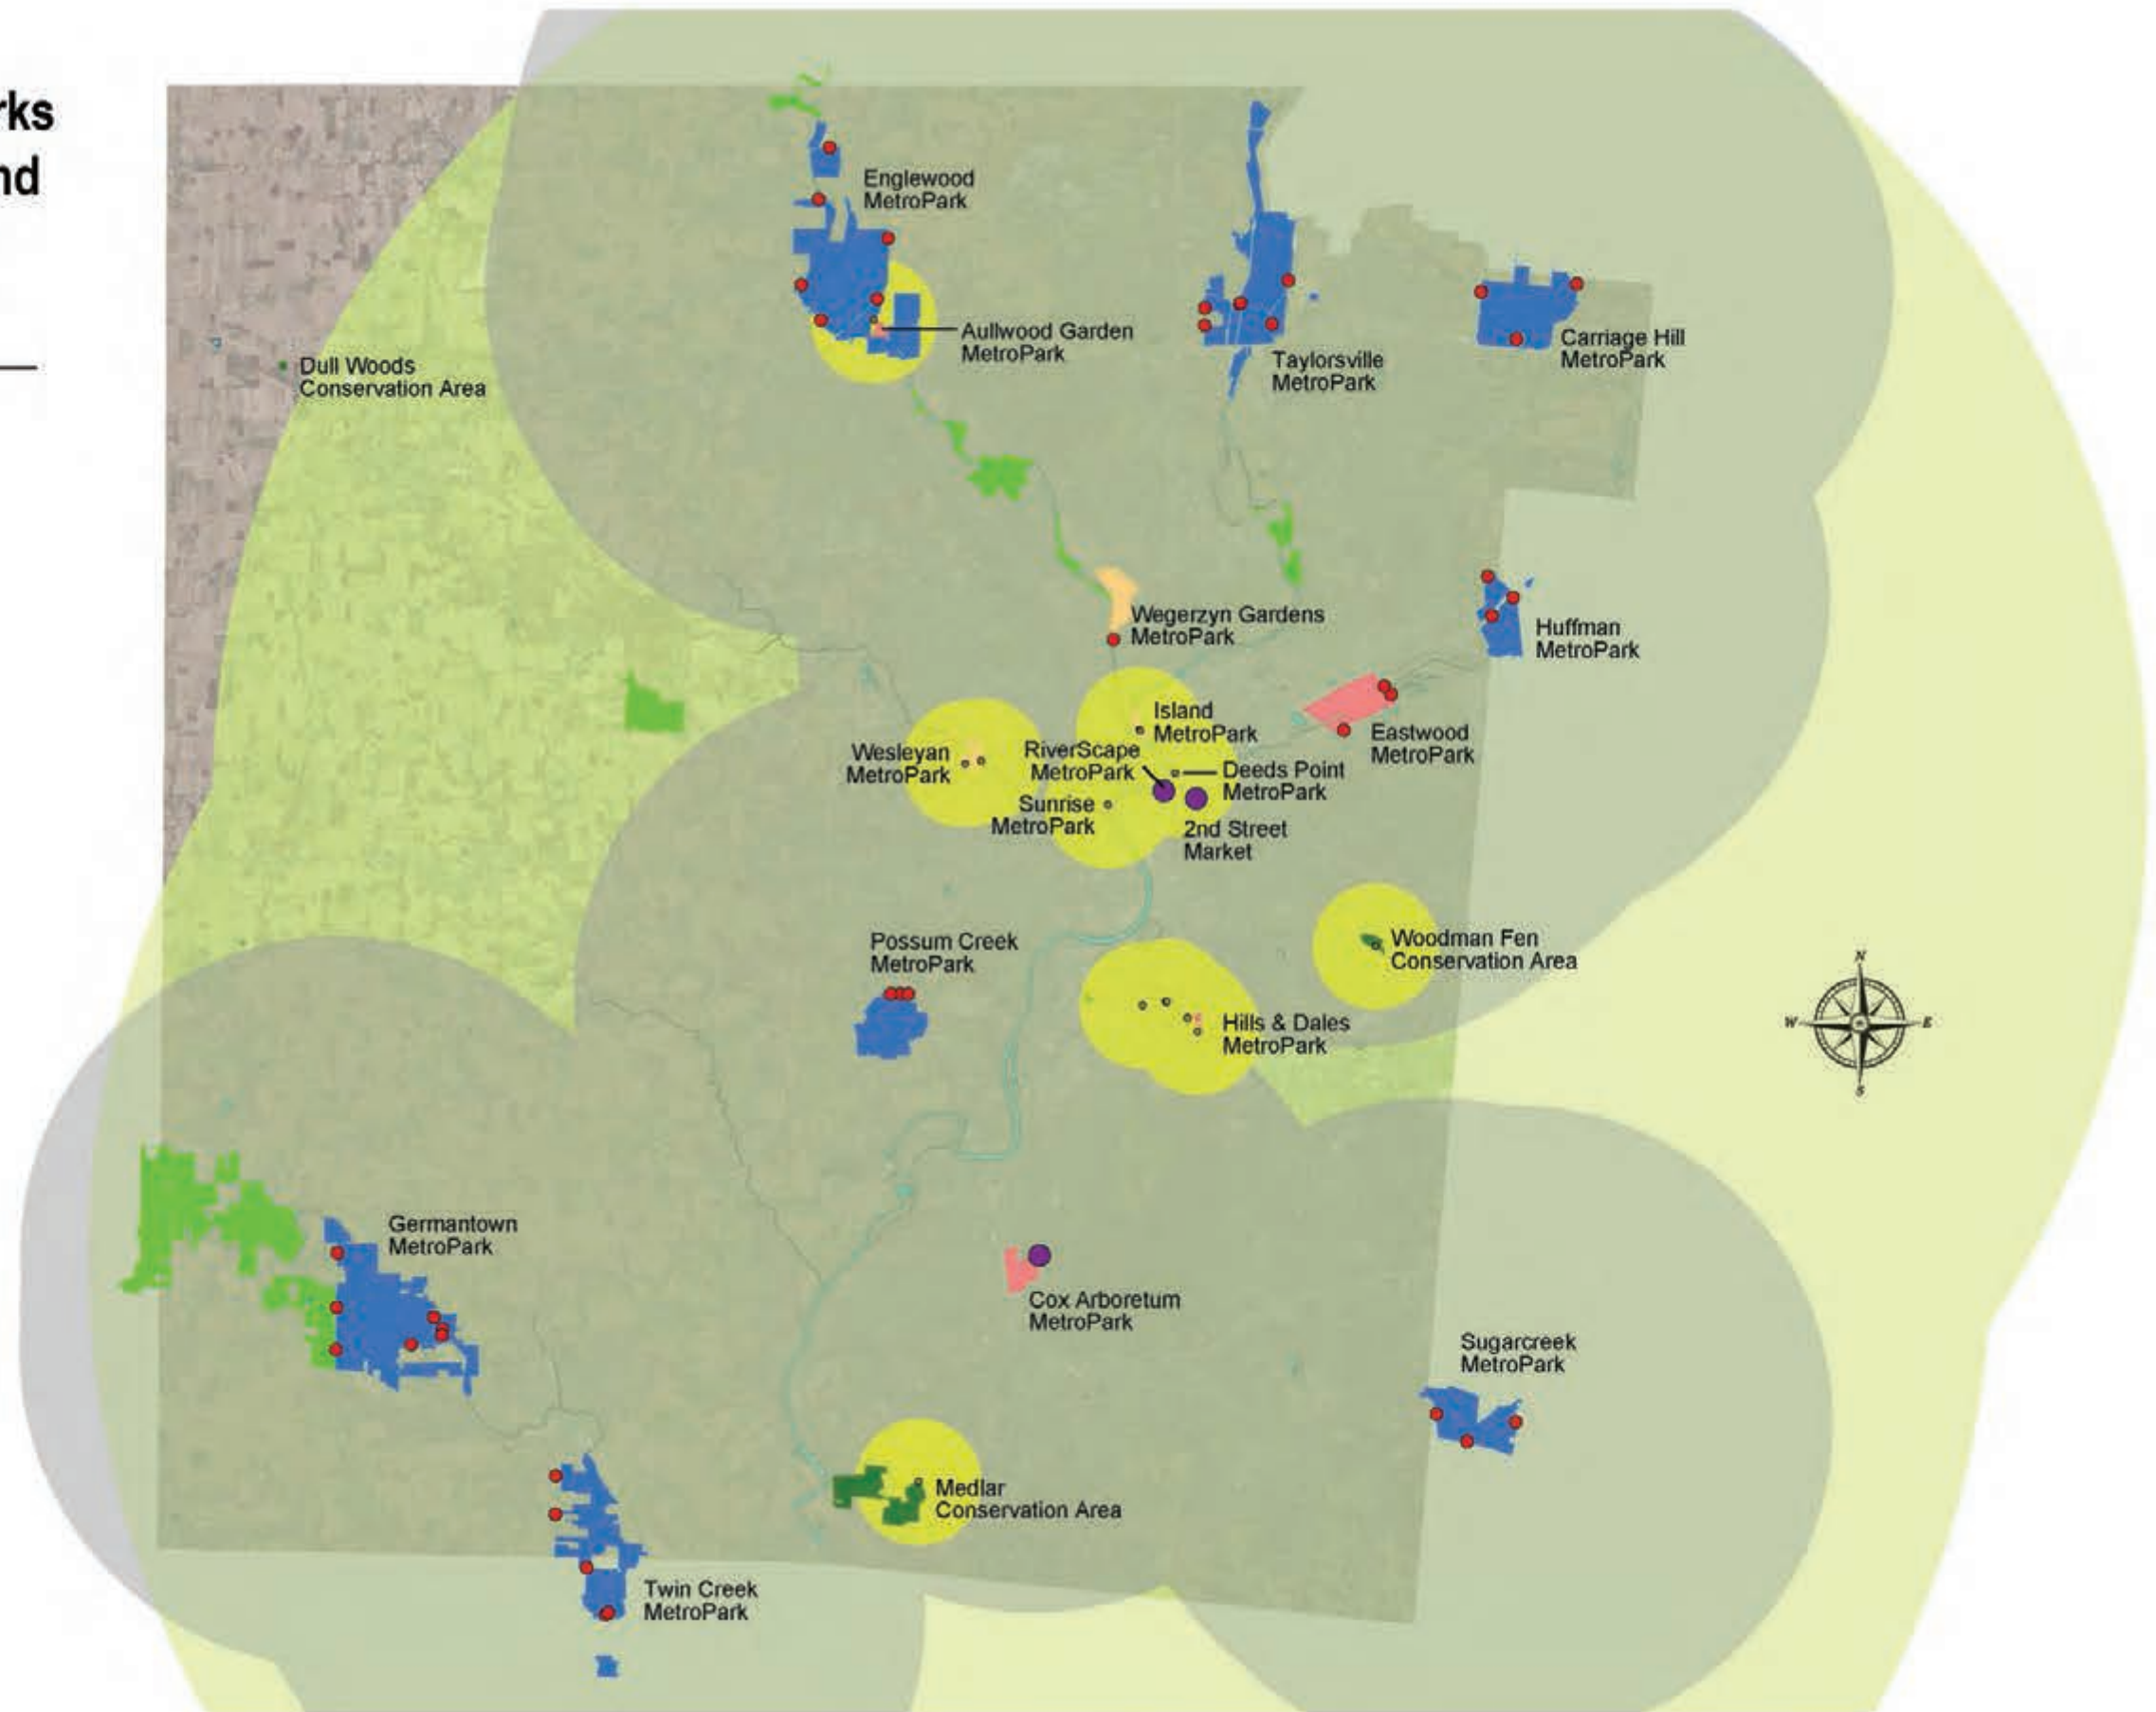 rks
nd
Englewood
MetroPark
Aullwood Garden
MetroPark
Taylorsville
MetroPark
Carriage Hill
MetroPark
Dull Woods
Conservation Area
Wegerzyn Gardens
MetroPark
Huffman
MetroPark
Island
MetroPark
Eastwood
MetroPark
Wesleyan
MetroPark
RiverScape
MetroPark
Deeds Point
MetroPark
Sunrise
MetroPark
2nd Street
Market
Possum Creek
MetroPark
Woodman Fen
Conservation Area
Hills & Dales
MetroPark
N
W
E
S
Germantown
MetroPark
Cox Arboretum
MetroPark
Sugarcreek
MetroPark
Medlar
Conservation Area
Twin Creek
MetroPark